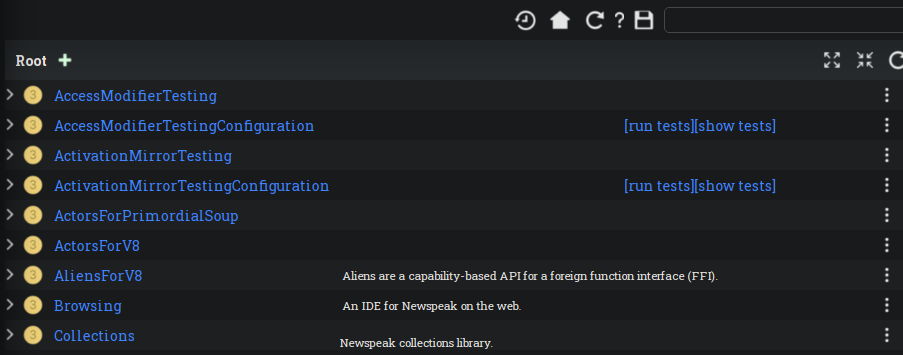 ?
Root
3 AccessModifierTesting
3 AccessModifierTestingConfiguration [run tests][show tests]
3 ActivationMirrorTesting
3 ActivationMirrorTestingConfiguration [run tests][show tests]
3 ActorsForPrimordialSoup
3 ActorsForV8
3 AliensForV8 Aliens are a capability-based API for a foreign function interface (FFI).
3 Browsing An IDE for Newspeak on the web.
3 Collections Newspeak collections library.